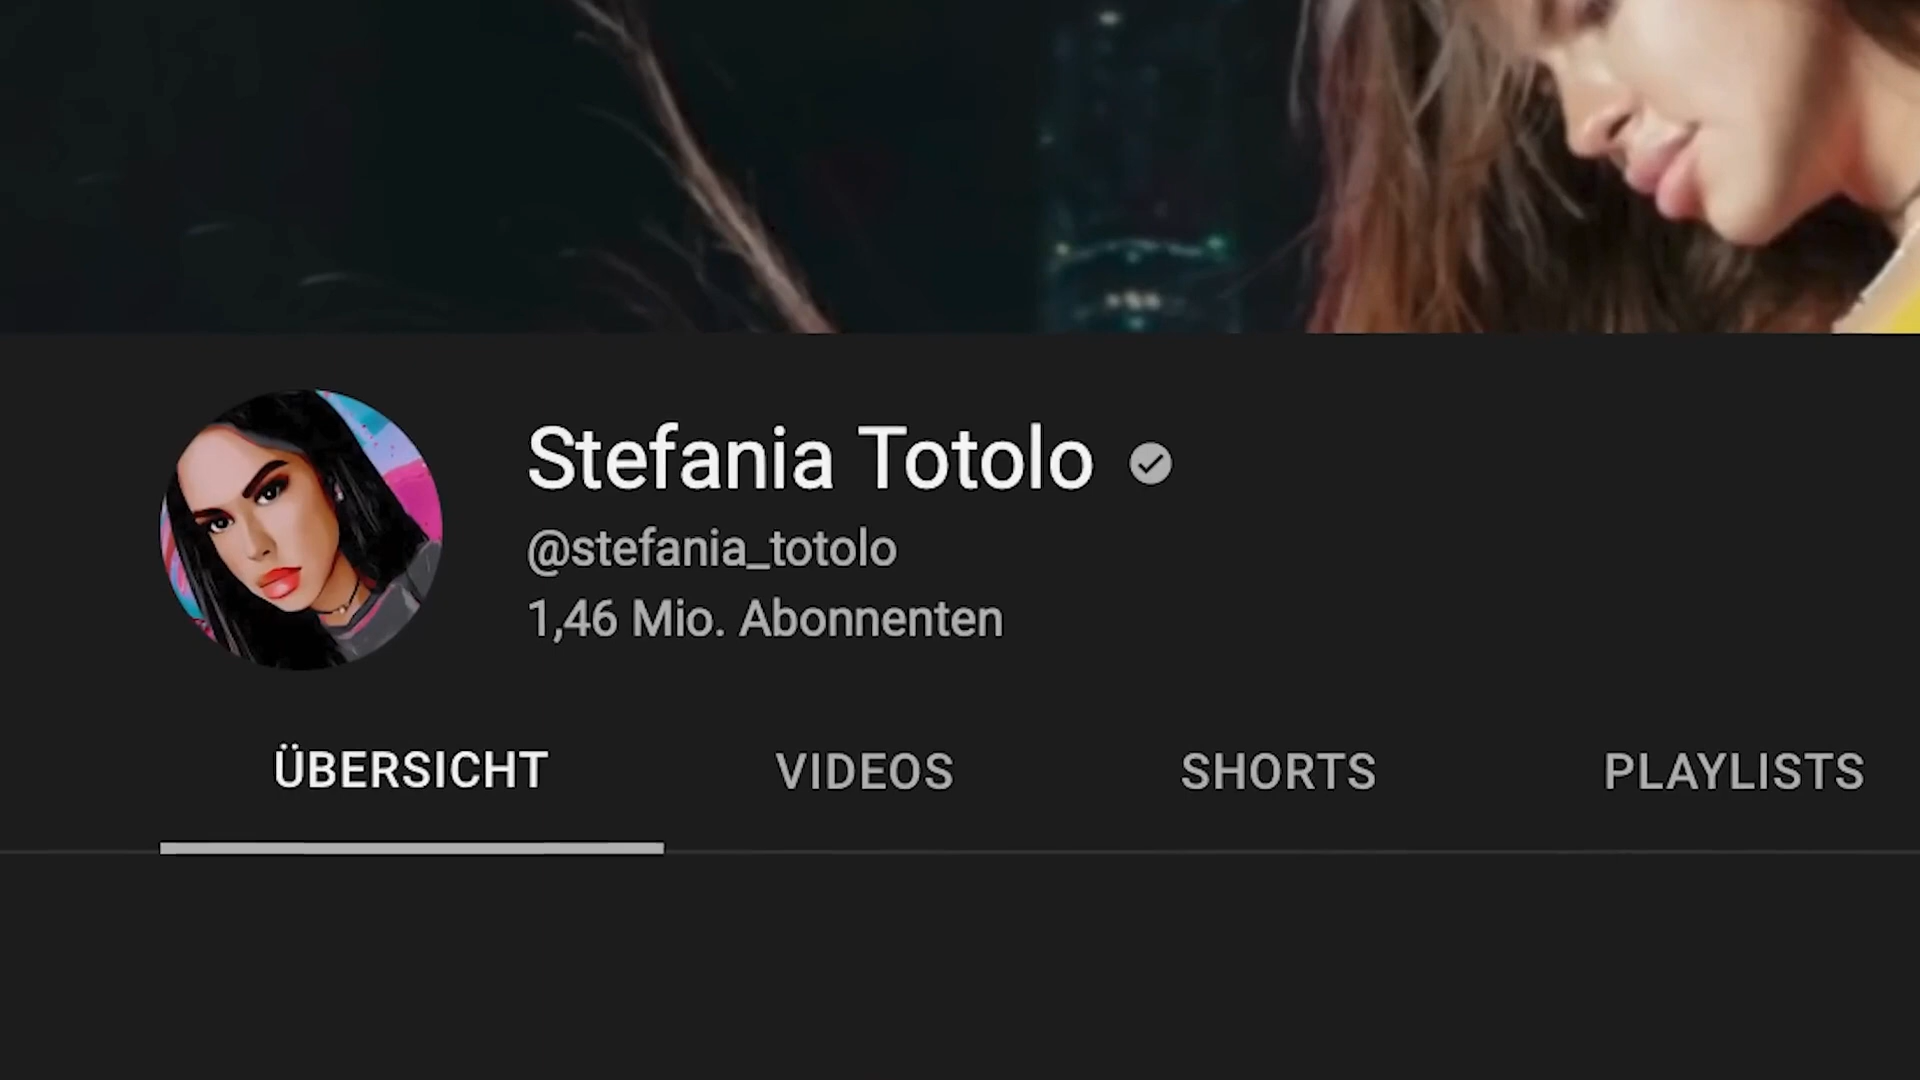 Stefania Totolo
@stefania_totolo
1,46 Mio. Abonnenten
ÜBERSICHT VIDEOS SHORTS PLAYLISTS